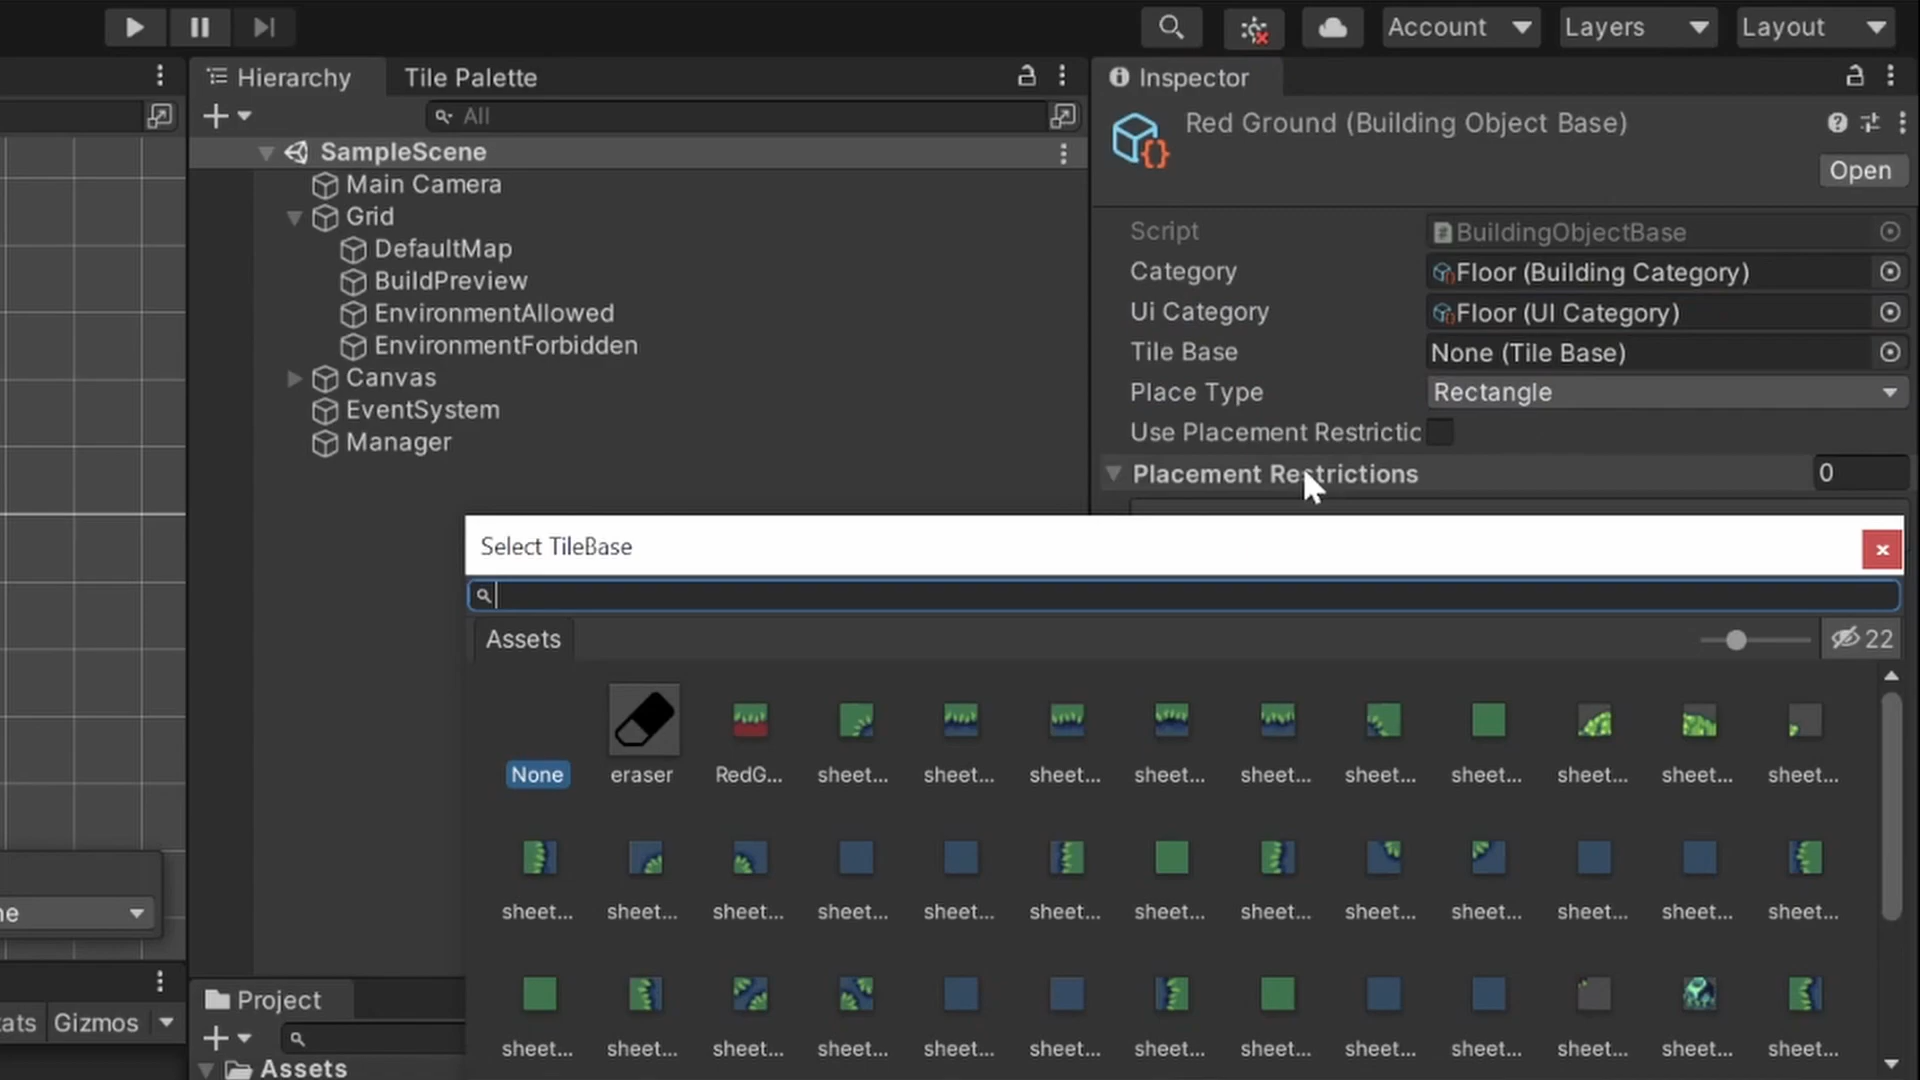 Account
Layers
Layout
Hierarchy
Tile Palette
Inspector
All
Red Ground (Building Object Base)
Open
SampleScene
Main Camera
Grid
DefaultMap
BuildPreview
EnvironmentAllowed
EnvironmentForbidden
Canvas
EventSystem
Manager
Script
BuildingObjectBase
Category
Floor (Building Category)
Ui Category
Floor (UI Category)
Tile Base
None (Tile Base)
Place Type
Rectangle
Use Placement Restrictic
Placement Restrictions
0
Select TileBase
Assets
22
None eraser RedG... sheet... sheet... sheet... sheet... sheet... sheet... sheet... sheet... sheet... sheet...
sheet... sheet... sheet... sheet... sheet... sheet... sheet... sheet... sheet... sheet... sheet... sheet... sheet...
sheet... sheet... sheet... sheet... sheet... sheet... sheet... sheet... sheet... sheet... sheet... sheet... sheet...
ne
ats
Gizmos
Project
Assets